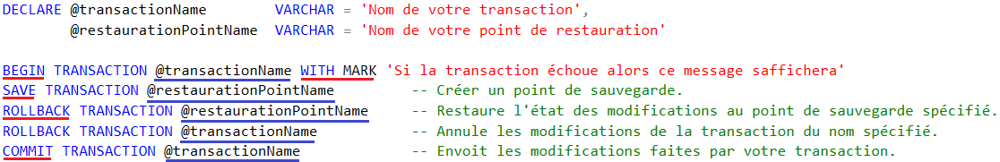 DECLARE @transactionName VARCHAR = 'Nom de votre transaction',
@restaurationPointName VARCHAR = 'Nom de votre point de restauration'
BEGIN TRANSACTION @transactionName WITH MARK 'Si la transaction échoue alors ce message saffichera'
SAVE TRANSACTION @restaurationPointName -- Créer un point de sauvegarde.
ROLLBACK TRANSACTION @restaurationPointName -- Restaure l'état des modifications au point de sauvegarde spécifié.
ROLLBACK TRANSACTION @transactionName -- Annule les modifications de la transaction du nom spécifié.
COMMIT TRANSACTION @transactionName -- Envoit les modifications faites par votre transaction.